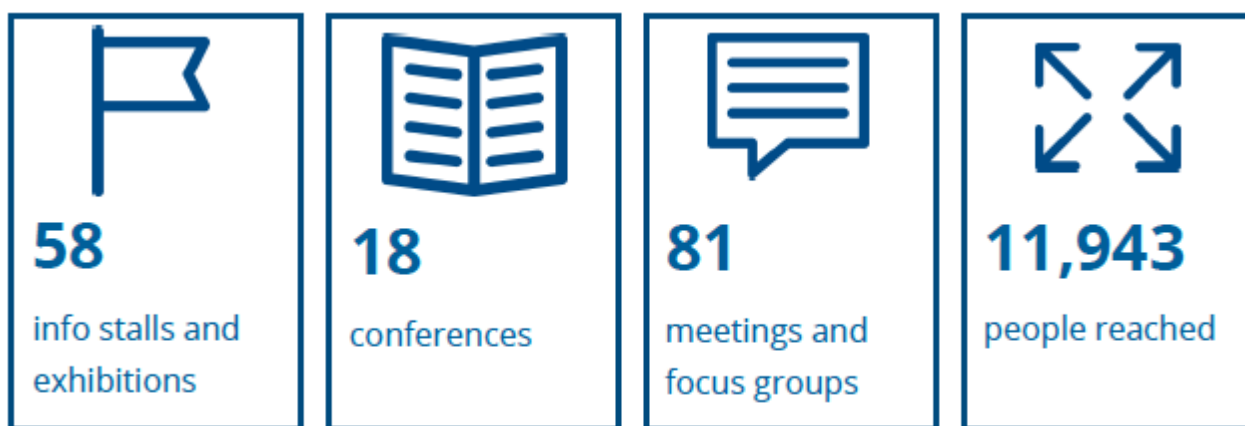 58
info stalls and
exhibitions
18
conferences
81
meetings and
focus groups
11,943
people reached